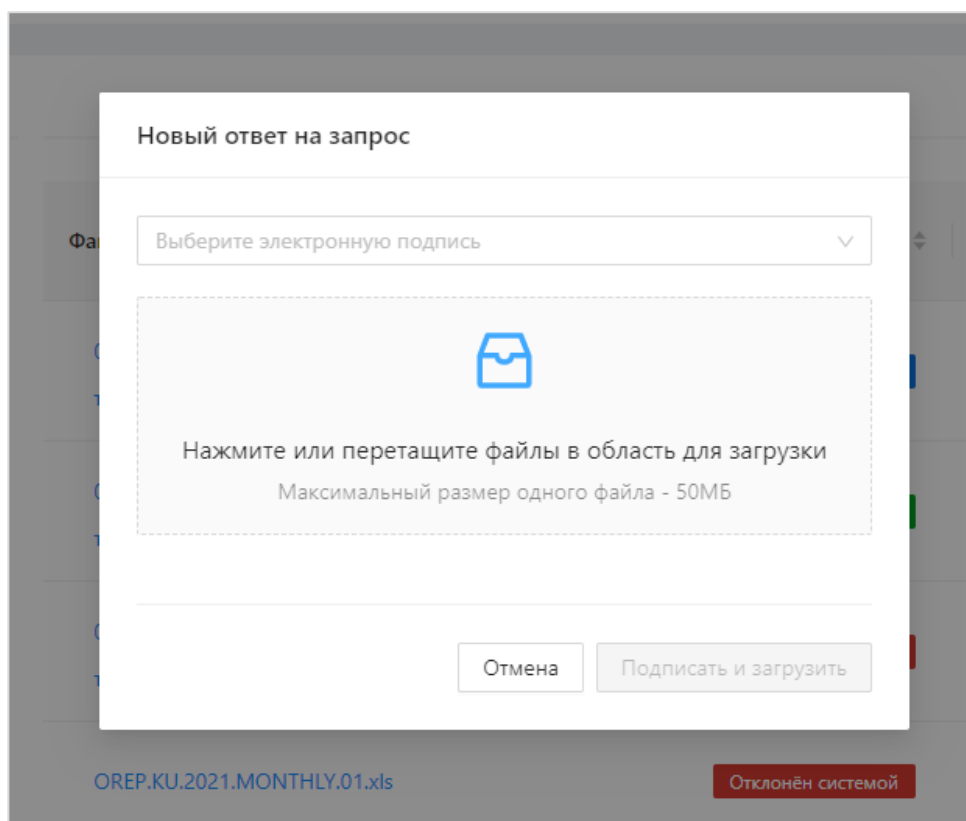 Новый ответ на запрос
Выберите электронную подпись
Нажмите или перетащите файлы в область для загрузки
Максимальный размер одного файла - 50МБ
Отмена
Подписать и загрузить
OREP.KU.2021.MONTHLY.01.xls
Отклонён системой